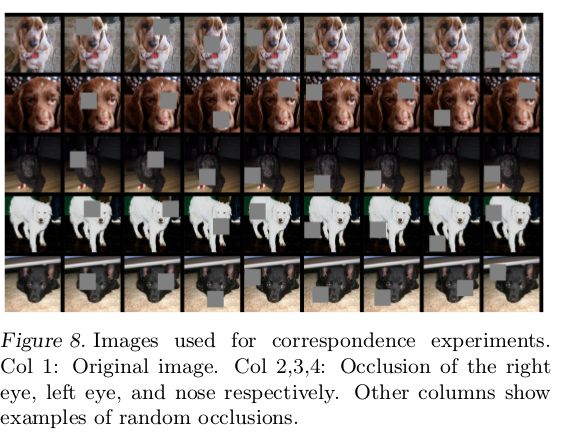 Figure 8. Images used for correspondence experiments.
Col 1: Original image. Col 2,3,4: Occlusion of the right
eye, left eye, and nose respectively. Other columns show
examples of random occlusions.